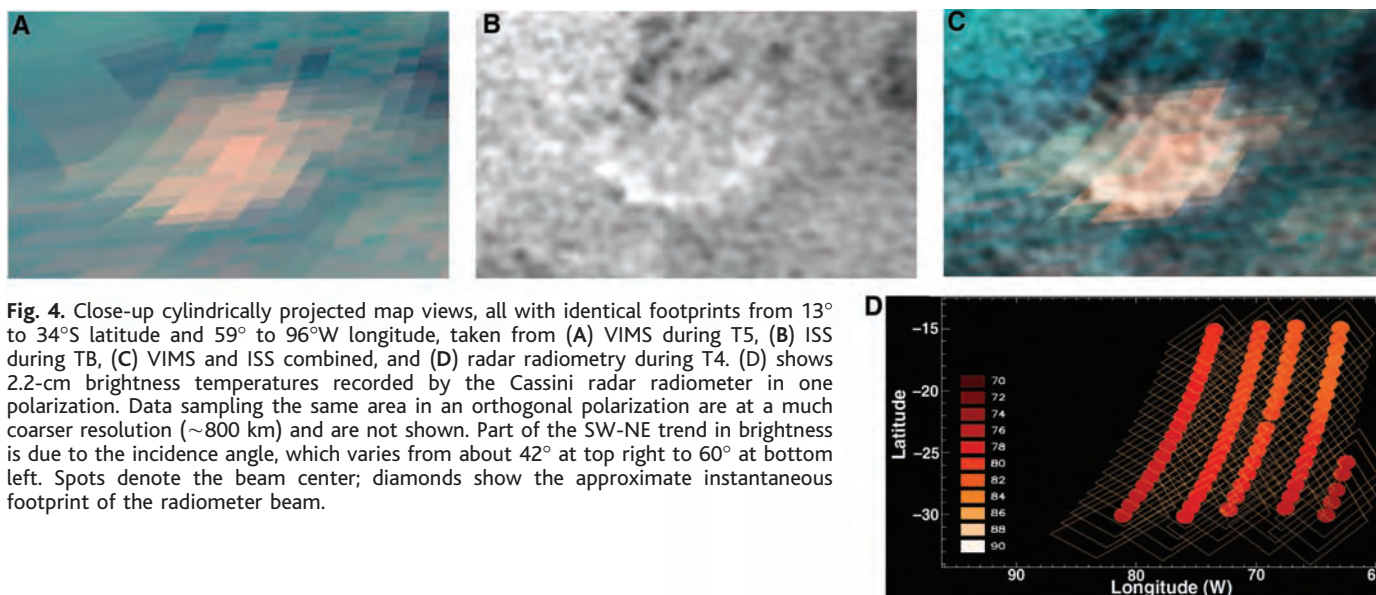 A
B
C
Fig. 4. Close-up cylindrically projected map views, all with identical footprints from 13°
to 34°S latitude and 59° to 96°W longitude, taken from (A) VIMS during T5, (B) ISS
during TB, (C) VIMS and ISS combined, and (D) radar radiometry during T4. (D) shows
2.2-cm brightness temperatures recorded by the Cassini radar radiometer in one
polarization. Data sampling the same area in an orthogonal polarization are at a much
coarser resolution (~800 km) and are not shown. Part of the SW-NE trend in brightness
is due to the incidence angle, which varies from about 42° at top right to 60° at bottom
left. Spots denote the beam center; diamonds show the approximate instantaneous
footprint of the radiometer beam.
D
Latitude
-15
-20
-25
-30
70
72
74
76
78
80
82
84
86
88
90
90
80
70
Longitude (W)